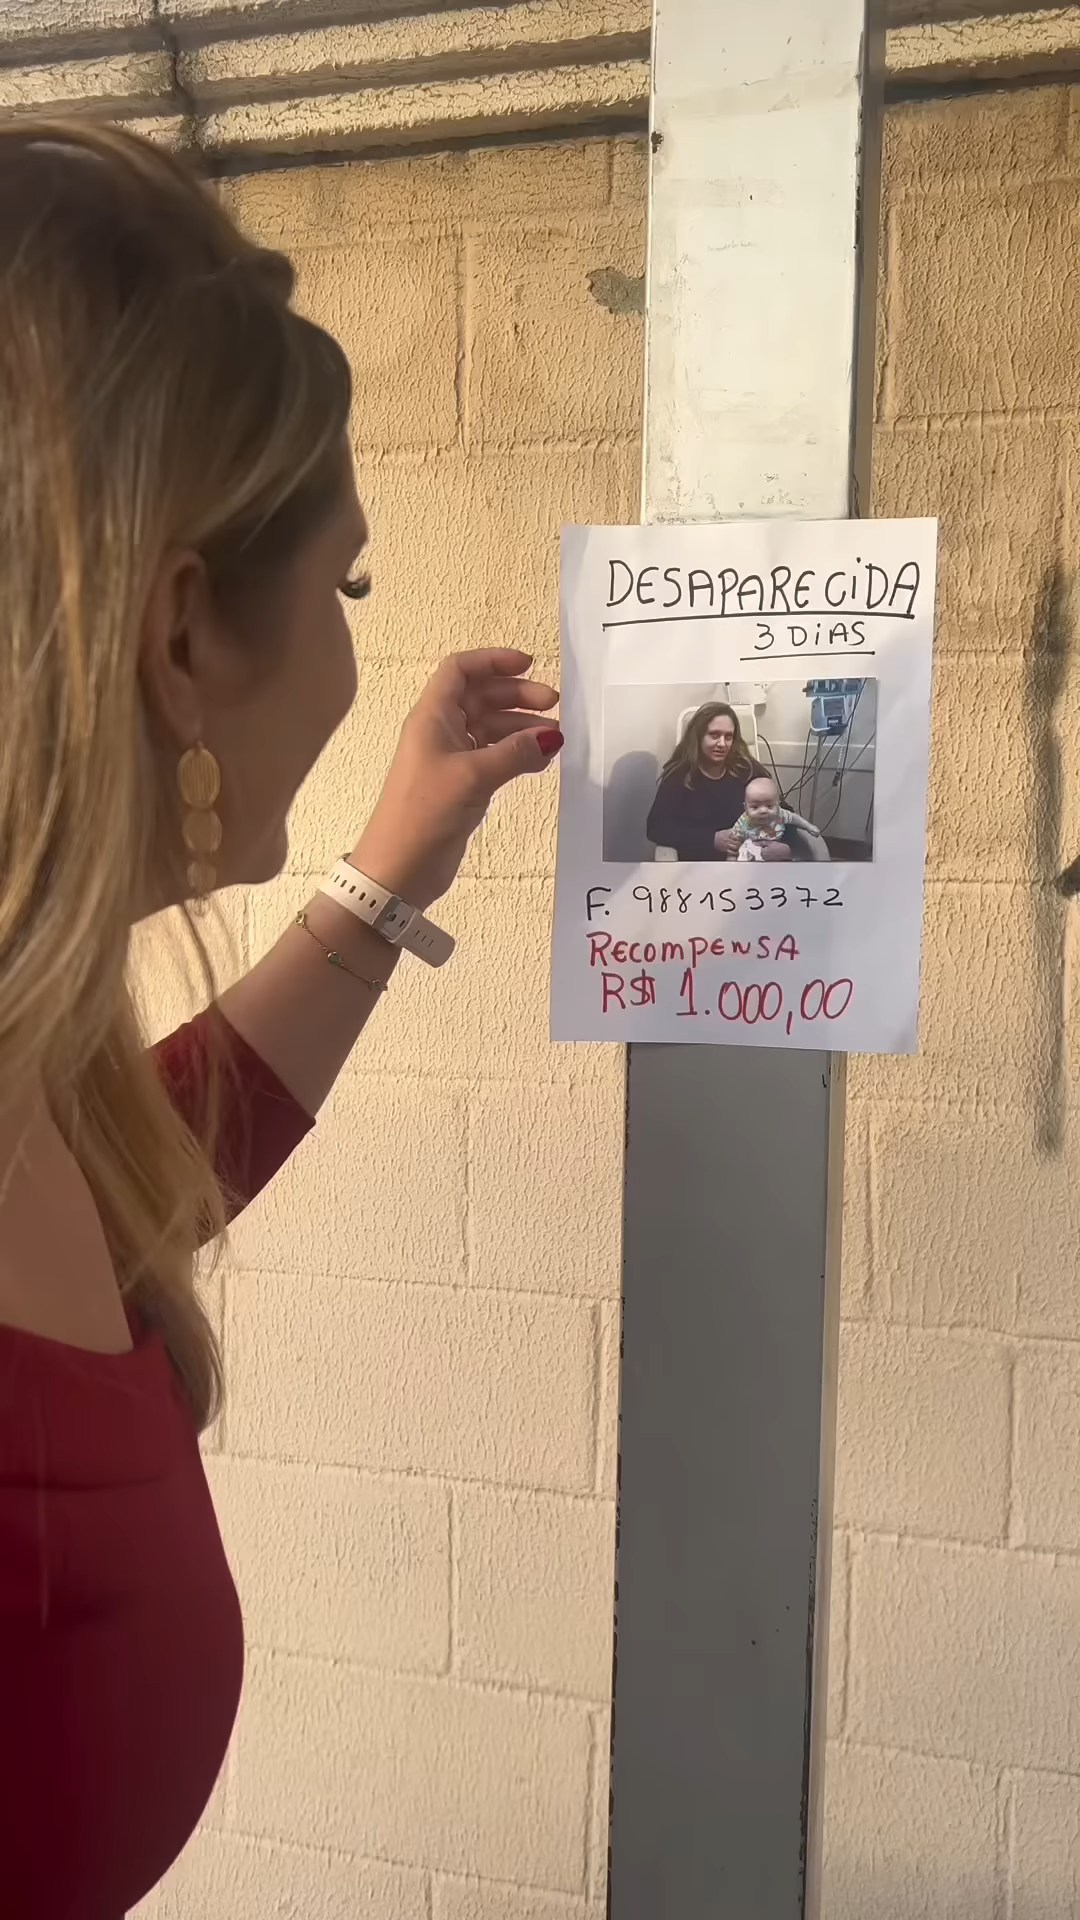 DESAPARECIDA
3 DIAS
F. 988153372
RECOMPENSA
R$ 1.000,00